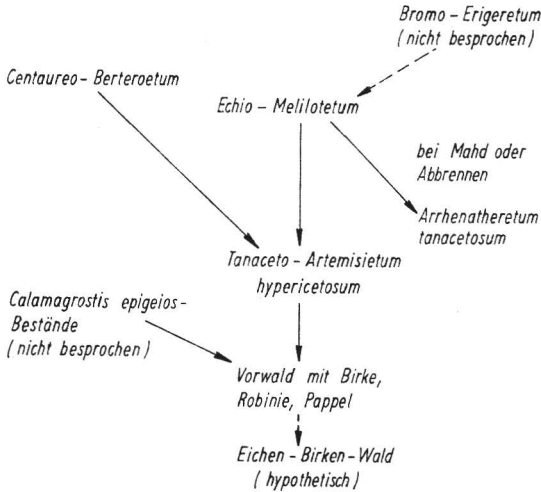 Bromo-Erigeretum
(nicht besprochen)
Centaureo-Berteroetum
Echio-Melilotetum
bei Mahd oder
Abbrennen
Arrhenatheretum
tanacetosum
Tanaceto-Artemisietum
hypericetosum
Calamagrostis epigeios-
Bestände
(nicht besprochen)
Vorwald mit Birke,
Robinie, Pappel
Eichen-Birken-Wald
(hypothetisch)